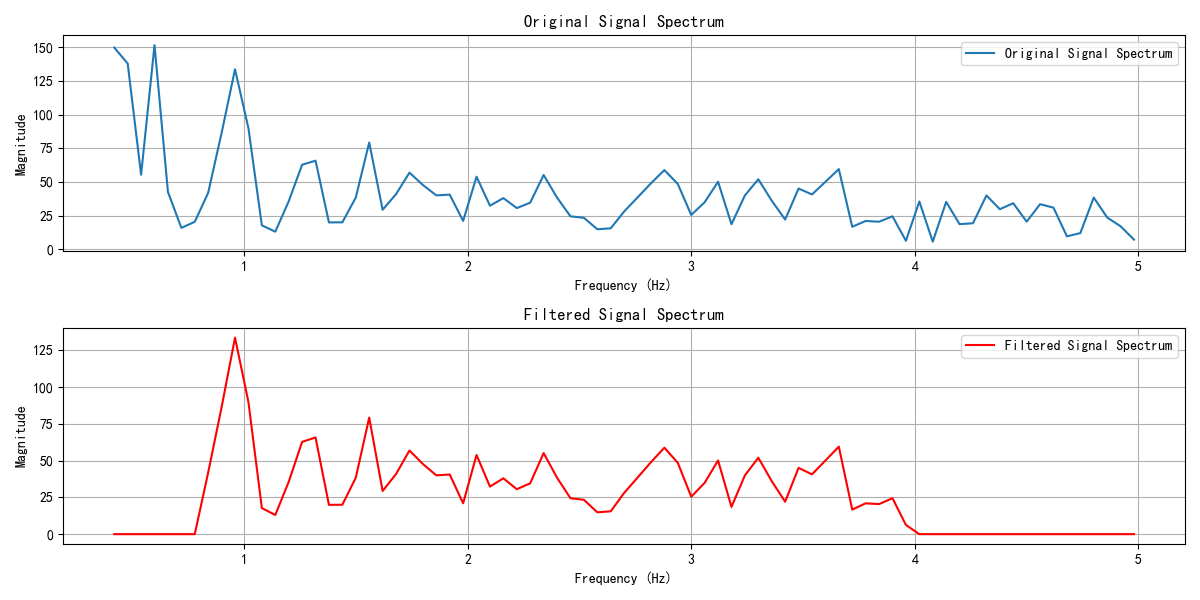 Original Signal Spectrum
Original Signal Spectrum
Magnitude
150
125
100
75
50
25
0
1
2
3
4
5
Frequency (Hz)
Filtered Signal Spectrum
Filtered Signal Spectrum
Magnitude
125
100
75
50
25
0
1
2
3
4
5
Frequency (Hz)